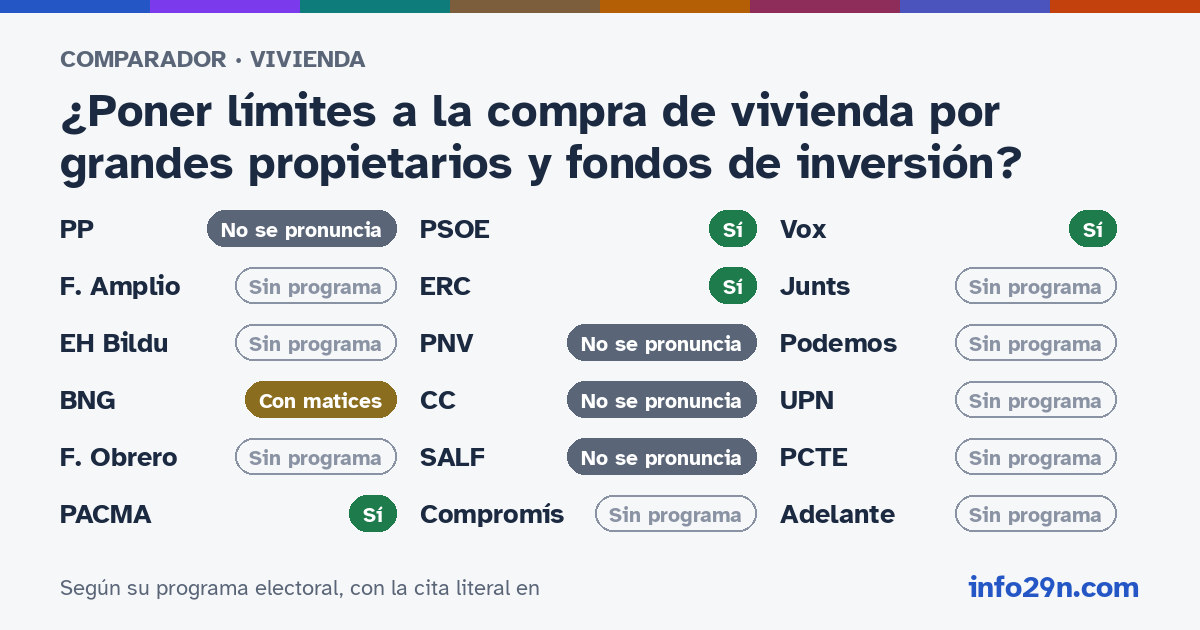 COMPARADOR · VIVIENDA
¿Poner límites a la compra de vivienda por
grandes propietarios y fondos de inversión?
PP No se pronuncia PSOE Sí Vox Sí
F. Amplio Sin programa ERC Sí Junts Sin programa
EH Bildu Sin programa PNV No se pronuncia Podemos Sin programa
BNG Con matices CC No se pronuncia UPN Sin programa
F. Obrero Sin programa SALF No se pronuncia PCTE Sin programa
PACMA Sí Compromís Sin programa Adelante Sin programa
Según su programa electoral, con la cita literal en info29n.com